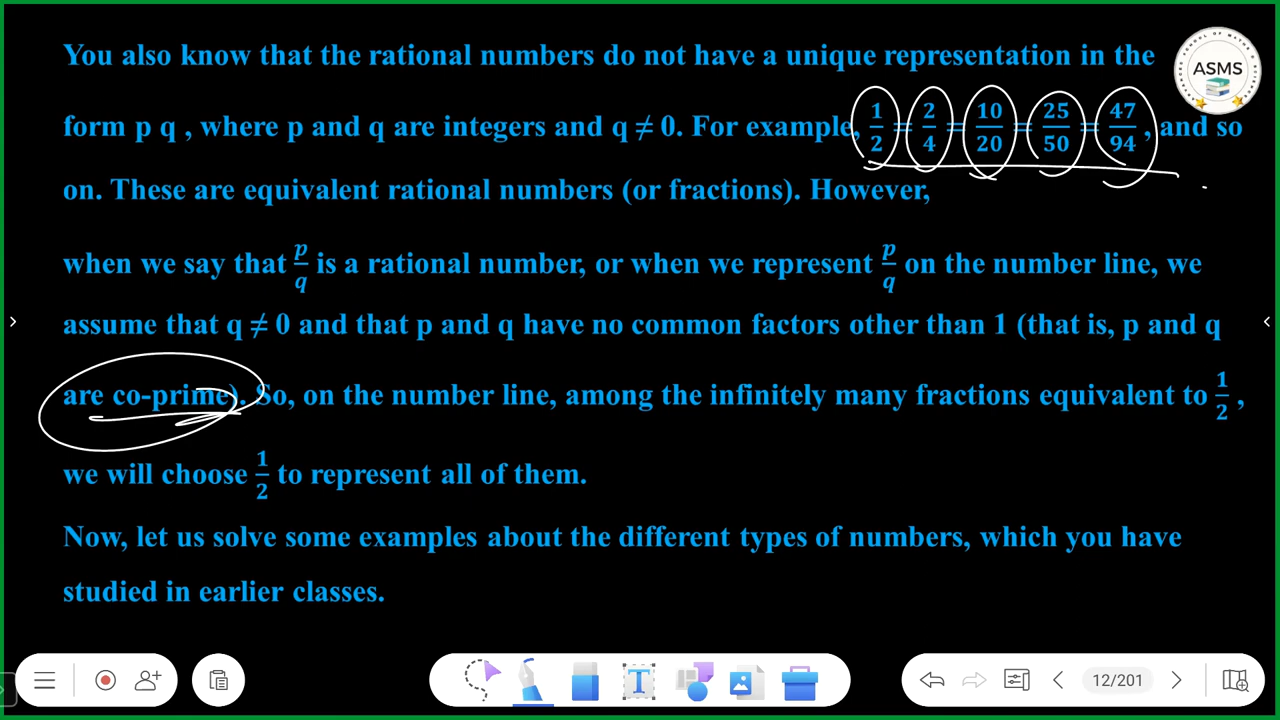 You also know that the rational numbers do not have a unique representation in the
form p q , where p and q are integers and q ≠ 0. For example, 1/2 = 2/4 = 10/20 = 25/50 = 47/94 , and so
on. These are equivalent rational numbers (or fractions). However,
when we say that p/q is a rational number, or when we represent p/q on the number line, we
assume that q ≠ 0 and that p and q have no common factors other than 1 (that is, p and q
are co-prime). So, on the number line, among the infinitely many fractions equivalent to 1/2 ,
we will choose 1/2 to represent all of them.
Now, let us solve some examples about the different types of numbers, which you have
studied in earlier classes.
ASMS
12/201